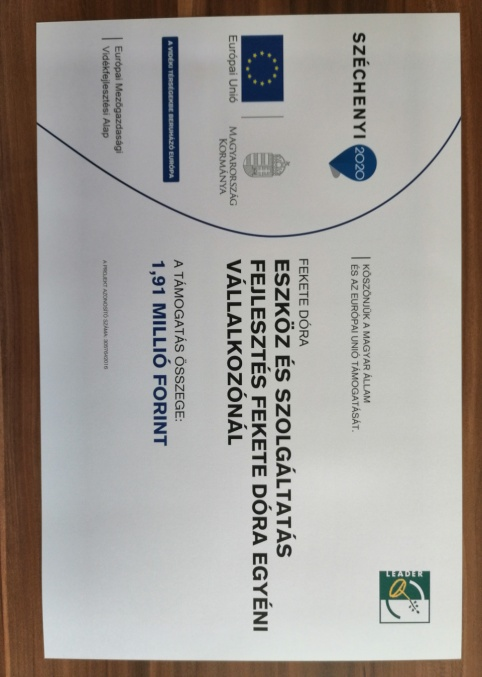 SZÉCHENYI 2020
KÖSZÖNJÜK A MAGYAR ÁLLAM
ÉS AZ EURÓPAI UNIÓ TÁMOGATÁSÁT.
LEADER
Európai Unió
MAGYARORSZÁG
KORMÁNYA
FEKETE DÓRA
ESZKÖZ ÉS SZOLGÁLTATÁS
FEJLESZTÉS FEKETE DÓRA EGYÉNI
VÁLLALKOZÓNÁL
A VIDÉKI TÉRSÉGEKBE BERUHÁZÓ EURÓPA
A TÁMOGATÁS ÖSSZEGE:
1,91 MILLIÓ FORINT
Európai Mezőgazdasági
Vidékfejlesztési Alap
A PROJEKT AZONOSÍTÓ SZÁMA: